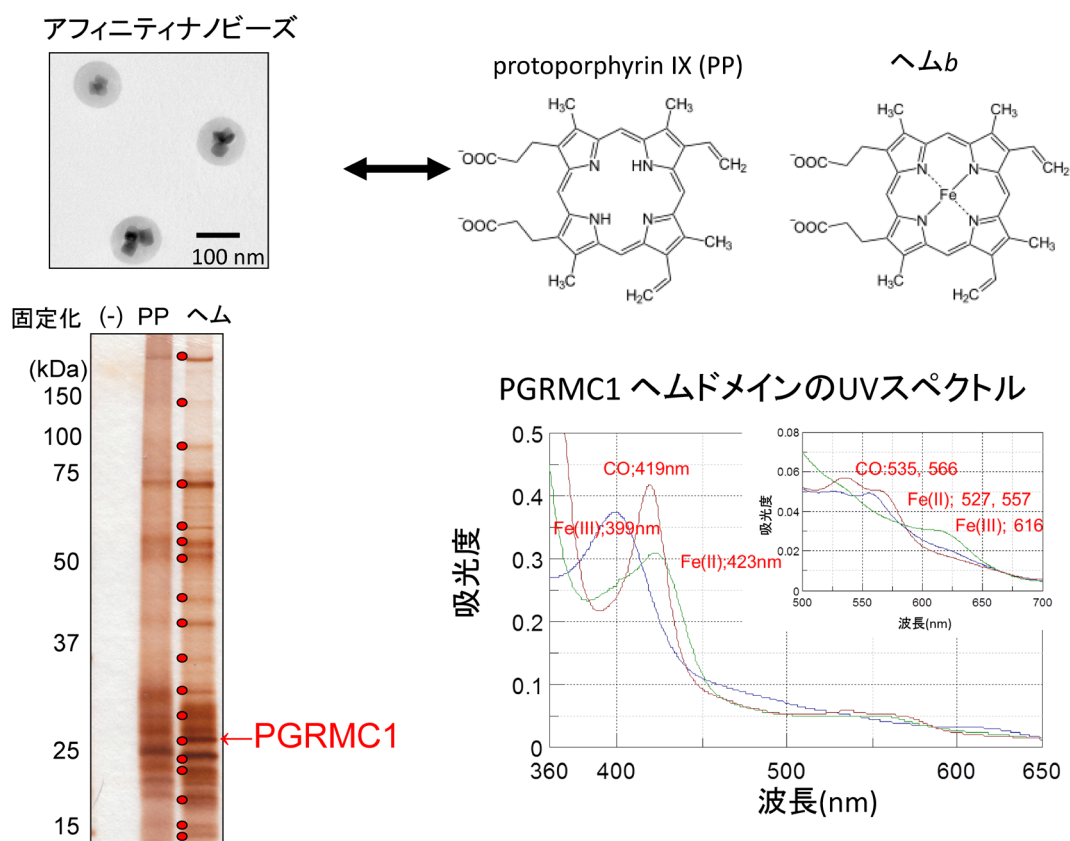 アフィニティナノビーズ
100 nm
protoporphyrin IX (PP)
H₃C
CH₃
⁻OOC
N
HN
CH₂
⁻OOC
NH
N
CH₃
H₃C
H₂C
ヘムb
H₃C
CH₃
⁻OOC
N
N
CH₂
Fe
⁻OOC
N
N
CH₃
H₃C
H₂C
固定化 (-) PP ヘム
(kDa)
150
100
75
50
37
25
15
←PGRMC1
PGRMC1 ヘムドメインのUVスペクトル
0.5
0.4
0.3
0.2
0.1
0
吸光度
CO;419nm
Fe(III);399nm
Fe(II);423nm
360 400 500 600 650
波長(nm)
0.08
0.06
0.04
0.02
0
吸光度
CO:535, 566
Fe(II); 527, 557
Fe(III); 616
500 550 600 650 700
波長(nm)